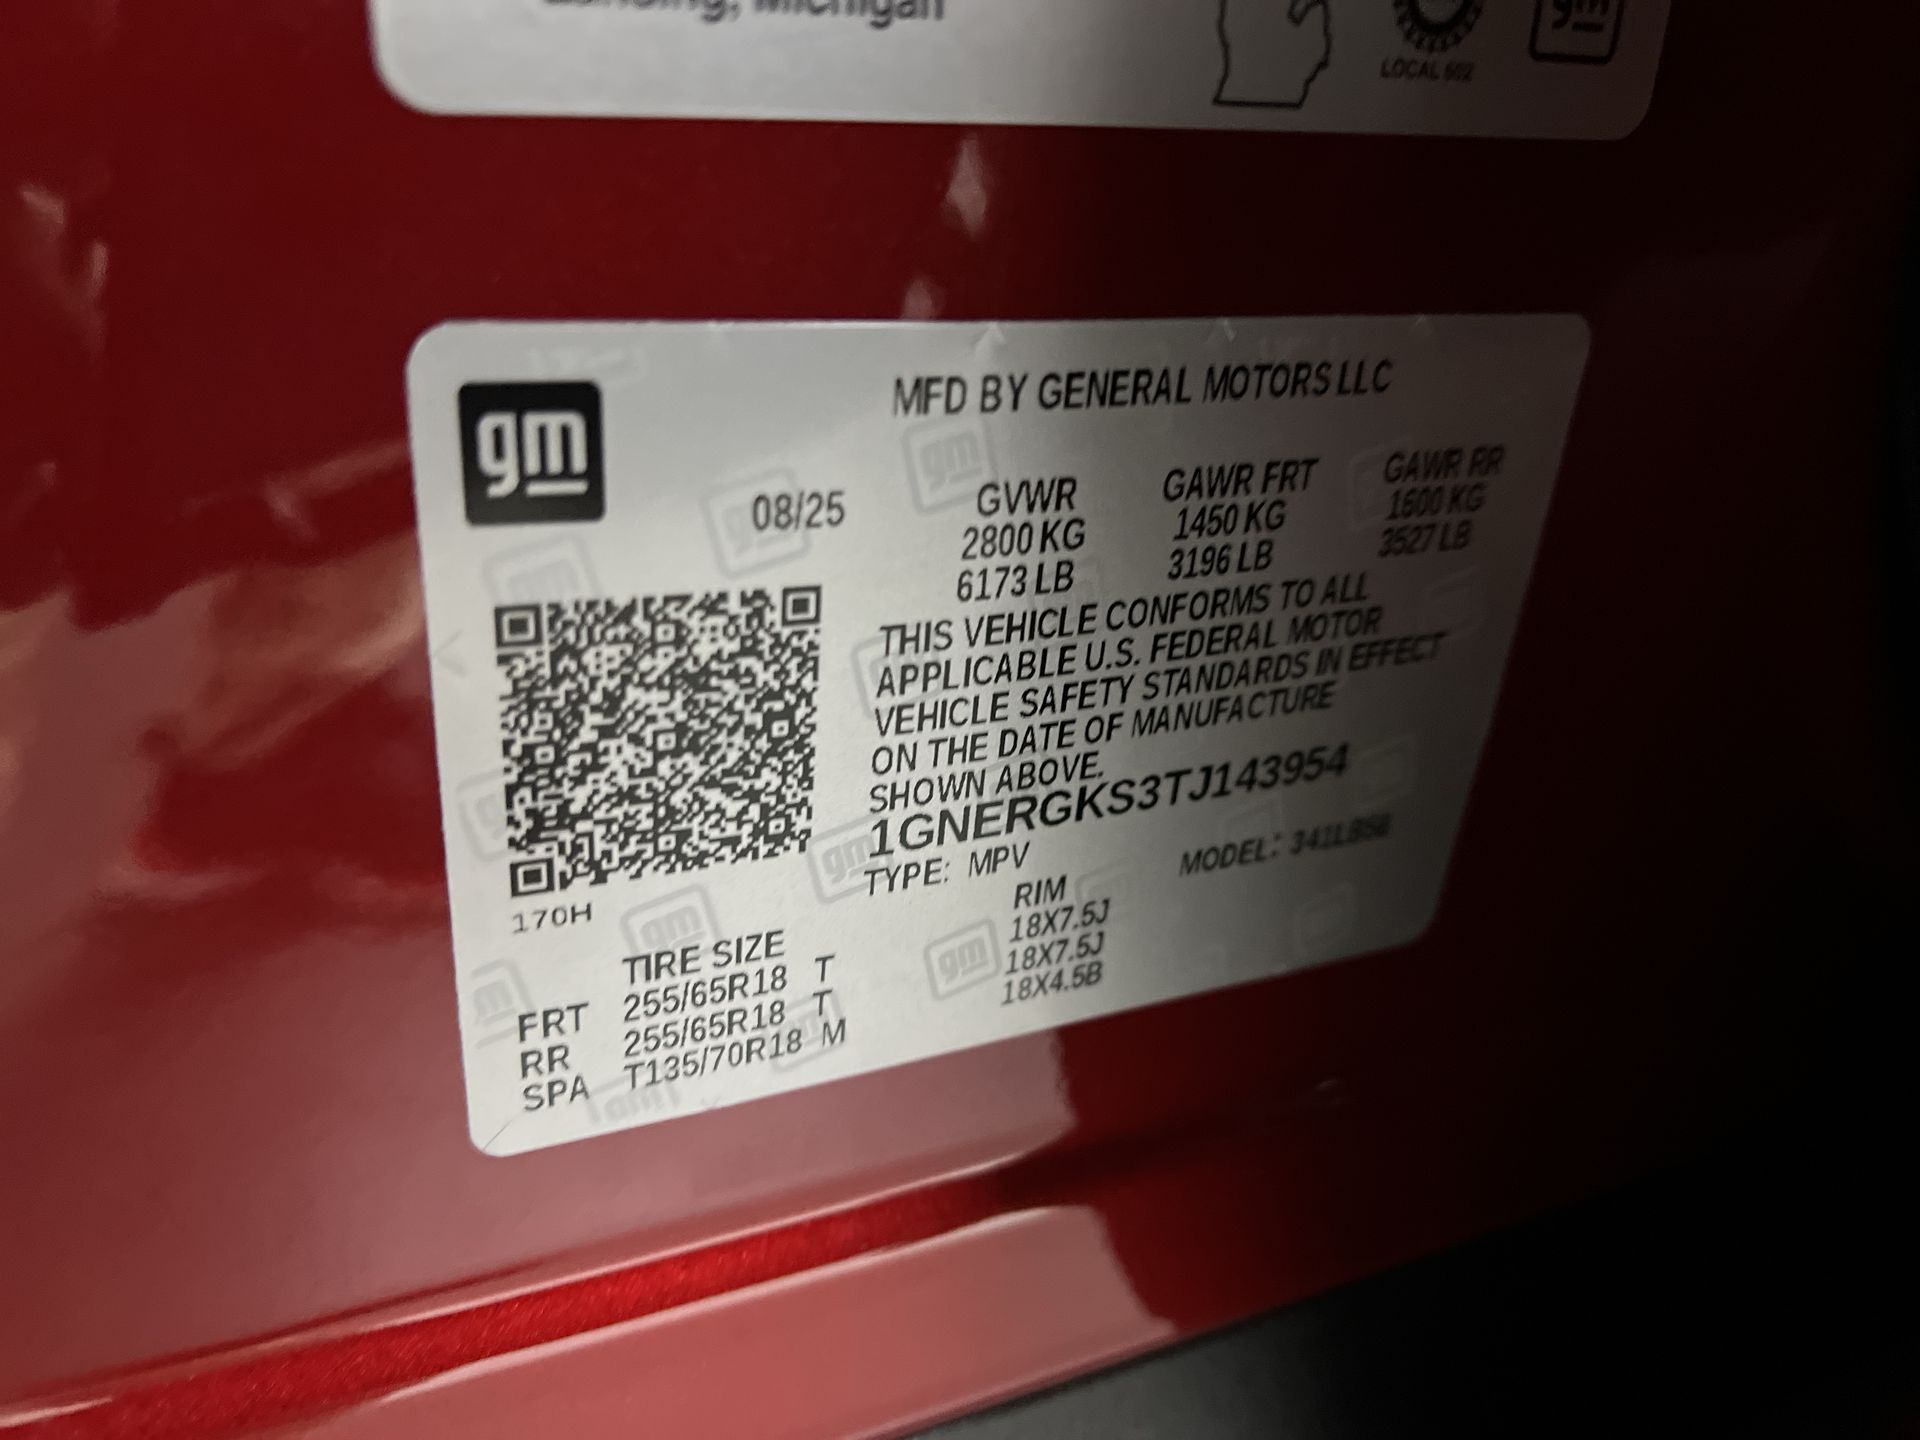 Lansing, Michigan
LOCAL 602
gm
gm
MFD BY GENERAL MOTORS LLC
08/25
GVWR GAWR FRT GAWR RR
2800 KG 1450 KG 1600 KG
6173 LB 3196 LB 3527 LB
THIS VEHICLE CONFORMS TO ALL
APPLICABLE U.S. FEDERAL MOTOR
VEHICLE SAFETY STANDARDS IN EFFECT
ON THE DATE OF MANUFACTURE
SHOWN ABOVE.
1GNERGKS3TJ143954
TYPE: MPV MODEL:
170H
TIRE SIZE RIM
FRT 255/65R18 T 18X7.5J
RR 255/65R18 T 18X7.5J
SPA T135/70R18 M 18X4.5B